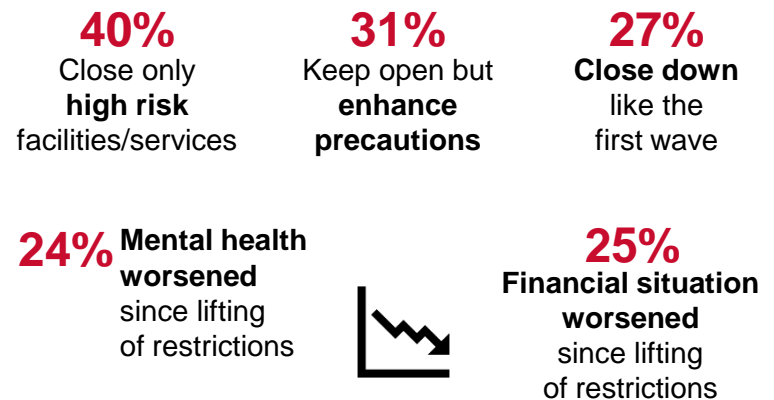 40%
Close only
high risk
facilities/services
31%
Keep open but
enhance
precautions
27%
Close down
like the
first wave
24%
Mental health
worsened
since lifting
of restrictions
25%
Financial situation
worsened
since lifting
of restrictions